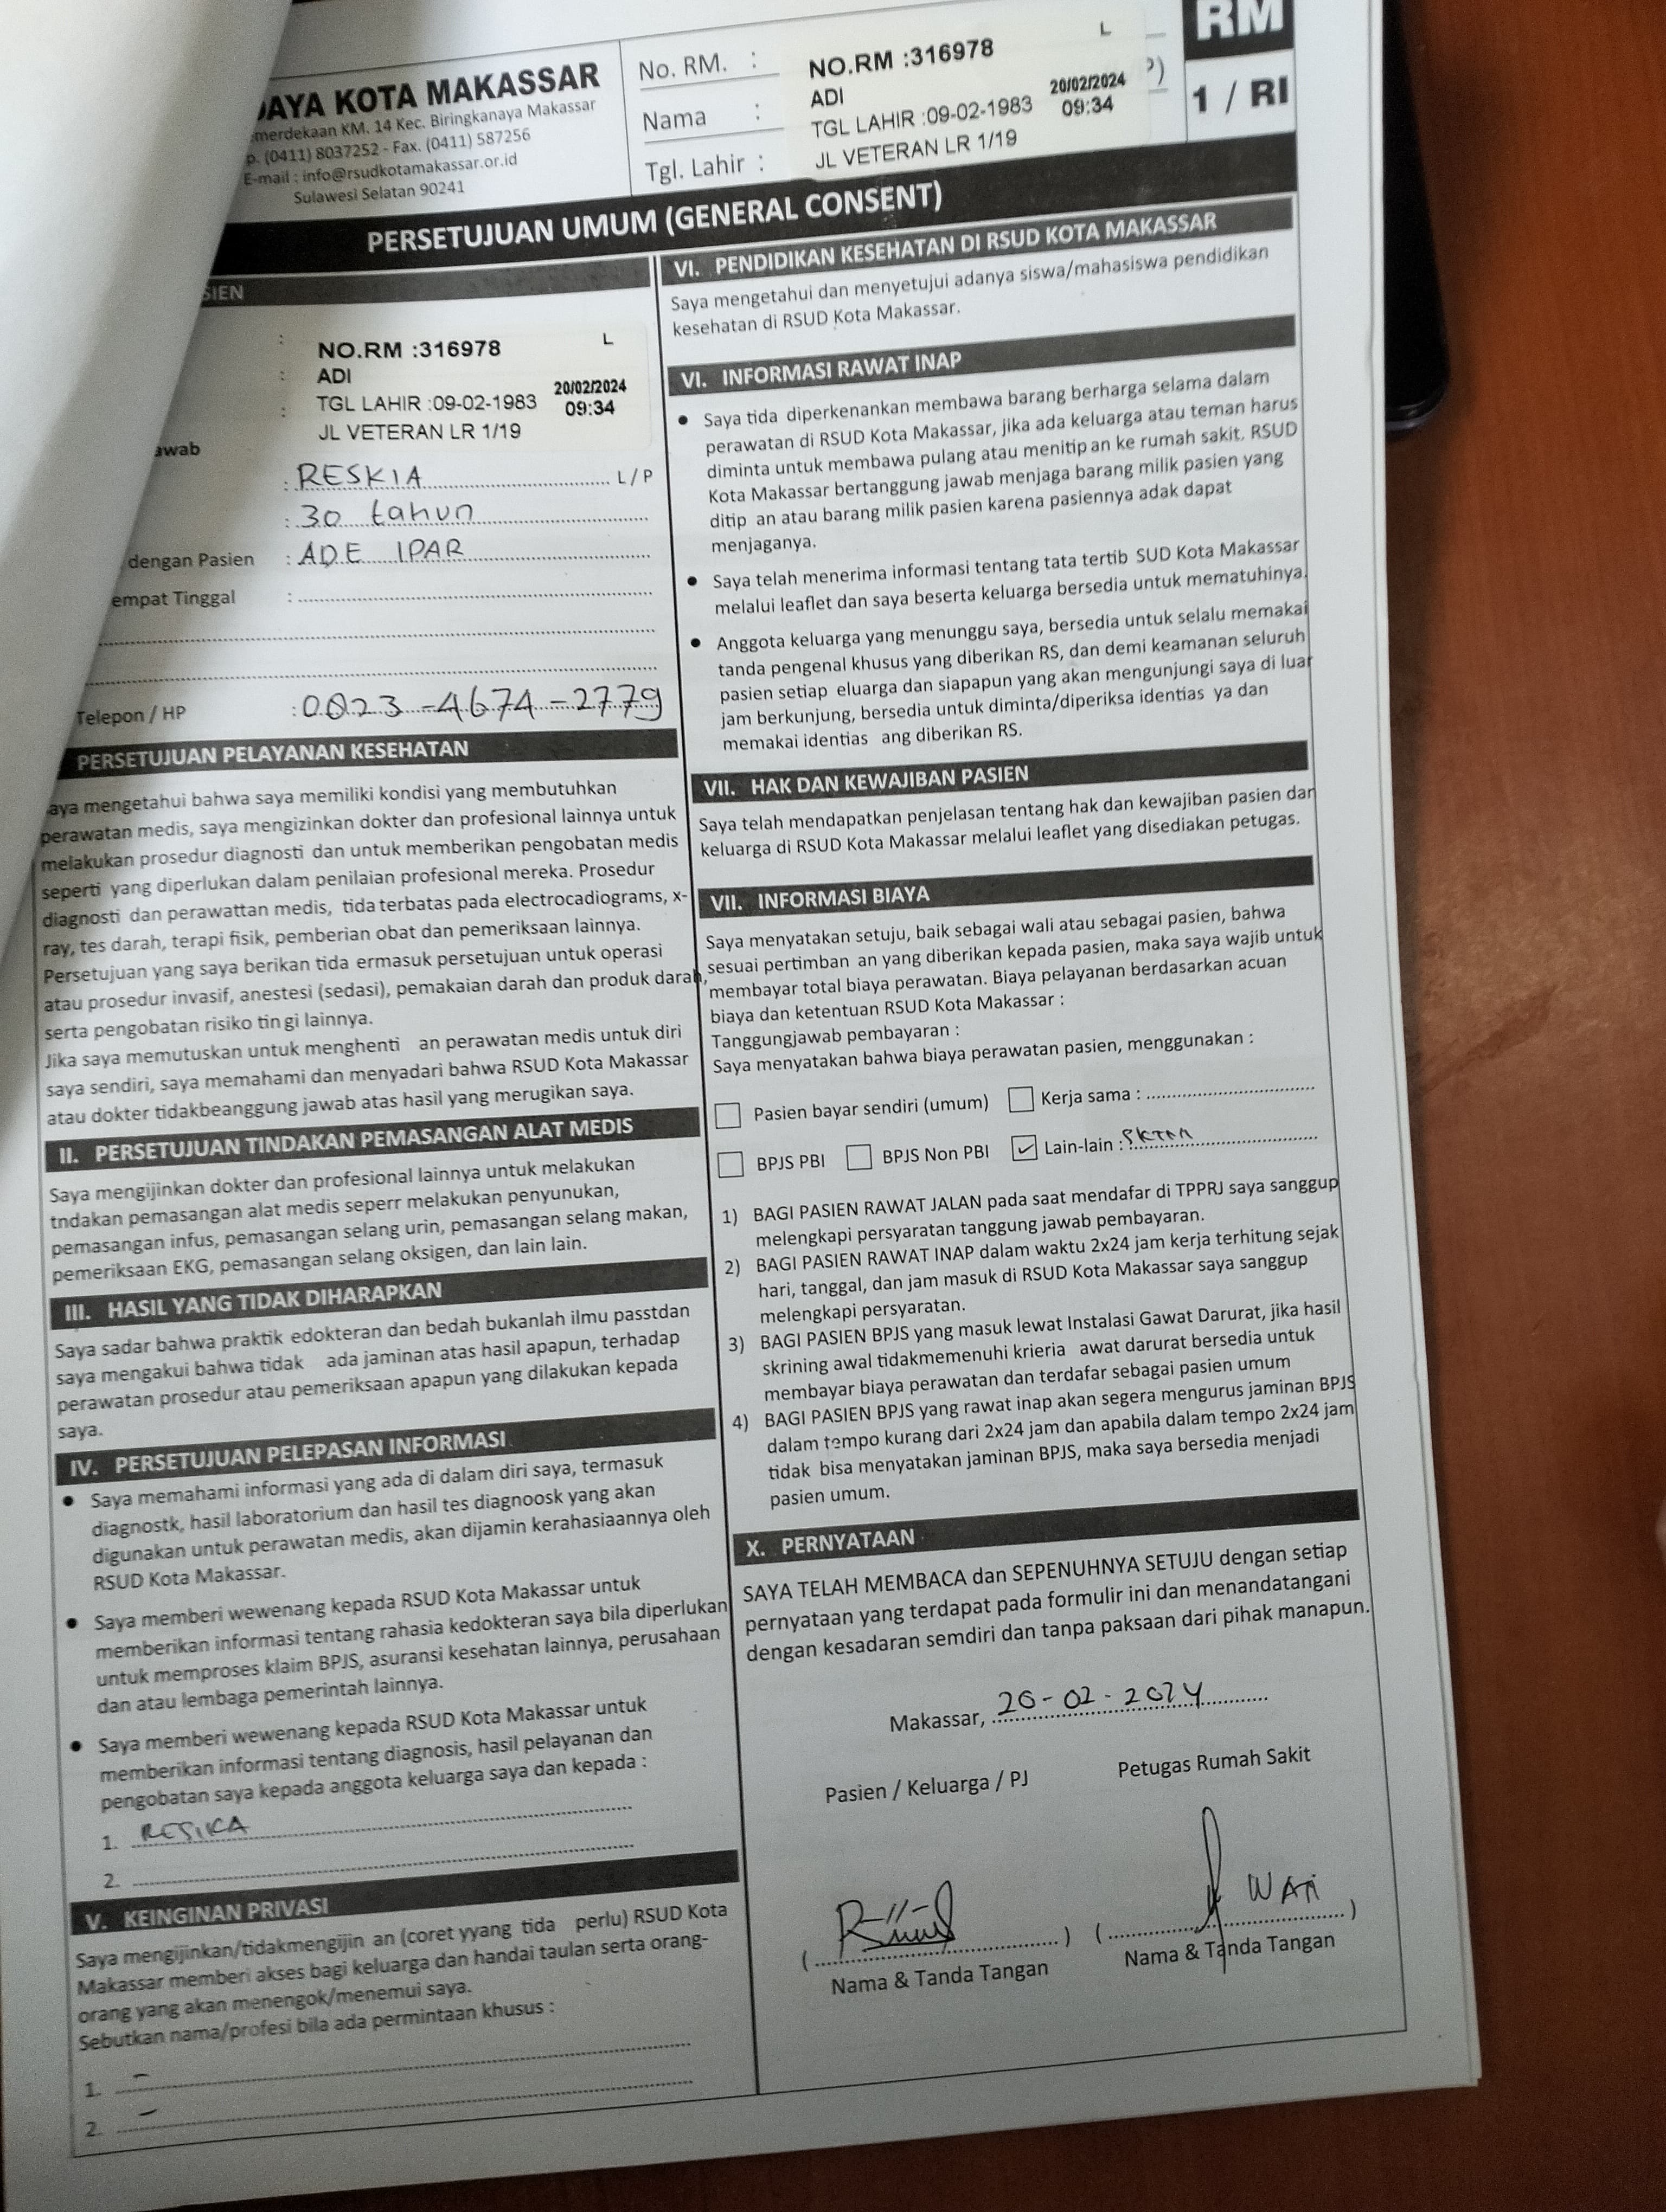 JAYA KOTA MAKASSAR
merdekaan KM. 14 Kec. Biringkanaya Makassar
p. (0411) 8037252 - Fax. (0411) 587256
E-mail : info@rsudkotamakassar.or.id
Sulawesi Selatan 90241
No. RM. :
Nama :
Tgl. Lahir :
NO.RM :316978 L
ADI 20/02/2024
TGL LAHIR :09-02-1983 09:34
JL VETERAN LR 1/19
RM
1 / RI
PERSETUJUAN UMUM (GENERAL CONSENT)
SIEN
NO.RM :316978 L
ADI 20/02/2024
TGL LAHIR :09-02-1983 09:34
JL VETERAN LR 1/19
awab
: RESKIA L / P
: 30 tahun
dengan Pasien : ADE IPAR
empat Tinggal :
Telepon / HP : 0023-4674-2779
PERSETUJUAN PELAYANAN KESEHATAN
aya mengetahui bahwa saya memiliki kondisi yang membutuhkan
perawatan medis, saya mengizinkan dokter dan profesional lainnya untuk
melakukan prosedur diagnosti dan untuk memberikan pengobatan medis
seperti yang diperlukan dalam penilaian profesional mereka. Prosedur
diagnosti dan perawattan medis, tida terbatas pada electrocadiograms, x-
ray, tes darah, terapi fisik, pemberian obat dan pemeriksaan lainnya.
Persetujuan yang saya berikan tida ermasuk persetujuan untuk operasi
atau prosedur invasif, anestesi (sedasi), pemakaian darah dan produk darah,
serta pengobatan risiko tin gi lainnya.
Jika saya memutuskan untuk menghenti an perawatan medis untuk diri
saya sendiri, saya memahami dan menyadari bahwa RSUD Kota Makassar
atau dokter tidakbeanggung jawab atas hasil yang merugikan saya.
II. PERSETUJUAN TINDAKAN PEMASANGAN ALAT MEDIS
Saya mengijinkan dokter dan profesional lainnya untuk melakukan
tndakan pemasangan alat medis seperr melakukan penyunukan,
pemasangan infus, pemasangan selang urin, pemasangan selang makan,
pemeriksaan EKG, pemasangan selang oksigen, dan lain lain.
III. HASIL YANG TIDAK DIHARAPKAN
Saya sadar bahwa praktik edokteran dan bedah bukanlah ilmu passtdan
saya mengakui bahwa tidak ada jaminan atas hasil apapun, terhadap
perawatan prosedur atau pemeriksaan apapun yang dilakukan kepada
saya.
IV. PERSETUJUAN PELEPASAN INFORMASI
• Saya memahami informasi yang ada di dalam diri saya, termasuk
diagnostk, hasil laboratorium dan hasil tes diagnoosk yang akan
digunakan untuk perawatan medis, akan dijamin kerahasiaannya oleh
RSUD Kota Makassar.
• Saya memberi wewenang kepada RSUD Kota Makassar untuk
memberikan informasi tentang rahasia kedokteran saya bila diperlukan
untuk memproses klaim BPJS, asuransi kesehatan lainnya, perusahaan
dan atau lembaga pemerintah lainnya.
• Saya memberi wewenang kepada RSUD Kota Makassar untuk
memberikan informasi tentang diagnosis, hasil pelayanan dan
pengobatan saya kepada anggota keluarga saya dan kepada :
1. RESIKA
2.
V. KEINGINAN PRIVASI
Saya mengijinkan/tidakmengijin an (coret yyang tida perlu) RSUD Kota
Makassar memberi akses bagi keluarga dan handai taulan serta orang-
orang yang akan menengok/menemui saya.
Sebutkan nama/profesi bila ada permintaan khusus :
1. -
2. -
VI. PENDIDIKAN KESEHATAN DI RSUD KOTA MAKASSAR
Saya mengetahui dan menyetujui adanya siswa/mahasiswa pendidikan
kesehatan di RSUD Kota Makassar.
VI. INFORMASI RAWAT INAP
• Saya tida diperkenankan membawa barang berharga selama dalam
perawatan di RSUD Kota Makassar, jika ada keluarga atau teman harus
diminta untuk membawa pulang atau menitip an ke rumah sakit. RSUD
Kota Makassar bertanggung jawab menjaga barang milik pasien yang
ditip an atau barang milik pasien karena pasiennya adak dapat
menjaganya.
• Saya telah menerima informasi tentang tata tertib SUD Kota Makassar
melalui leaflet dan saya beserta keluarga bersedia untuk mematuhinya.
• Anggota keluarga yang menunggu saya, bersedia untuk selalu memakai
tanda pengenal khusus yang diberikan RS, dan demi keamanan seluruh
pasien setiap eluarga dan siapapun yang akan mengunjungi saya di luar
jam berkunjung, bersedia untuk diminta/diperiksa identias ya dan
memakai identias ang diberikan RS.
VII. HAK DAN KEWAJIBAN PASIEN
Saya telah mendapatkan penjelasan tentang hak dan kewajiban pasien dan
keluarga di RSUD Kota Makassar melalui leaflet yang disediakan petugas.
VII. INFORMASI BIAYA
Saya menyatakan setuju, baik sebagai wali atau sebagai pasien, bahwa
sesuai pertimban an yang diberikan kepada pasien, maka saya wajib untuk
membayar total biaya perawatan. Biaya pelayanan berdasarkan acuan
biaya dan ketentuan RSUD Kota Makassar :
Tanggungjawab pembayaran :
Saya menyatakan bahwa biaya perawatan pasien, menggunakan :
Pasien bayar sendiri (umum) Kerja sama :
BPJS PBI BPJS Non PBI ✓ Lain-lain : SKTM
1) BAGI PASIEN RAWAT JALAN pada saat mendafar di TPPRJ saya sanggup
melengkapi persyaratan tanggung jawab pembayaran.
2) BAGI PASIEN RAWAT INAP dalam waktu 2x24 jam kerja terhitung sejak
hari, tanggal, dan jam masuk di RSUD Kota Makassar saya sanggup
melengkapi persyaratan.
3) BAGI PASIEN BPJS yang masuk lewat Instalasi Gawat Darurat, jika hasil
skrining awal tidakmemenuhi krieria awat darurat bersedia untuk
membayar biaya perawatan dan terdafar sebagai pasien umum
4) BAGI PASIEN BPJS yang rawat inap akan segera mengurus jaminan BPJS
dalam tempo kurang dari 2x24 jam dan apabila dalam tempo 2x24 jam
tidak bisa menyatakan jaminan BPJS, maka saya bersedia menjadi
pasien umum.
X. PERNYATAAN
SAYA TELAH MEMBACA dan SEPENUHNYA SETUJU dengan setiap
pernyataan yang terdapat pada formulir ini dan menandatangani
dengan kesadaran semdiri dan tanpa paksaan dari pihak manapun.
Makassar, 20-02-2024
Pasien / Keluarga / PJ Petugas Rumah Sakit
WATI
Nama & Tanda Tangan Nama & Tanda Tangan